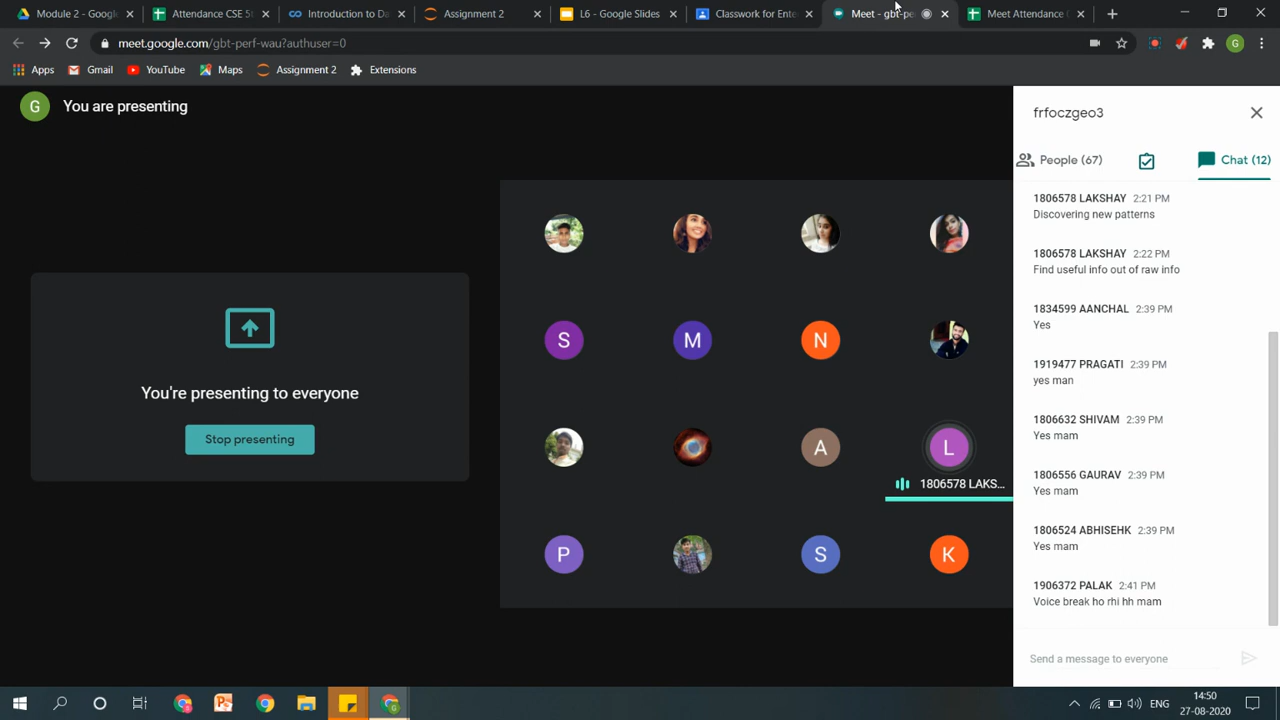 Module 2 - Google
Attendance CSE 5
Introduction to Da
Assignment 2
L6 - Google Slides
Classwork for Ente
Meet - gbt-pe
Meet Attendance
meet.google.com/gbt-perf-wau?authuser=0
G
Apps
Gmail
YouTube
Maps
Assignment 2
Extensions
G
You are presenting
frfoczgeo3
People (67)
Chat (12)
You're presenting to everyone
Stop presenting
S
M
N
A
L
1806578 LAKS...
P
S
K
1806578 LAKSHAY 2:21 PM
Discovering new patterns
1806578 LAKSHAY 2:22 PM
Find useful info out of raw info
1834599 AANCHAL 2:39 PM
Yes
1919477 PRAGATI 2:39 PM
yes man
1806632 SHIVAM 2:39 PM
Yes mam
1806556 GAURAV 2:39 PM
Yes mam
1806524 ABHISEHK 2:39 PM
Yes mam
1906372 PALAK 2:41 PM
Voice break ho rhi hh mam
Send a message to everyone
ENG
14:50
27-08-2020